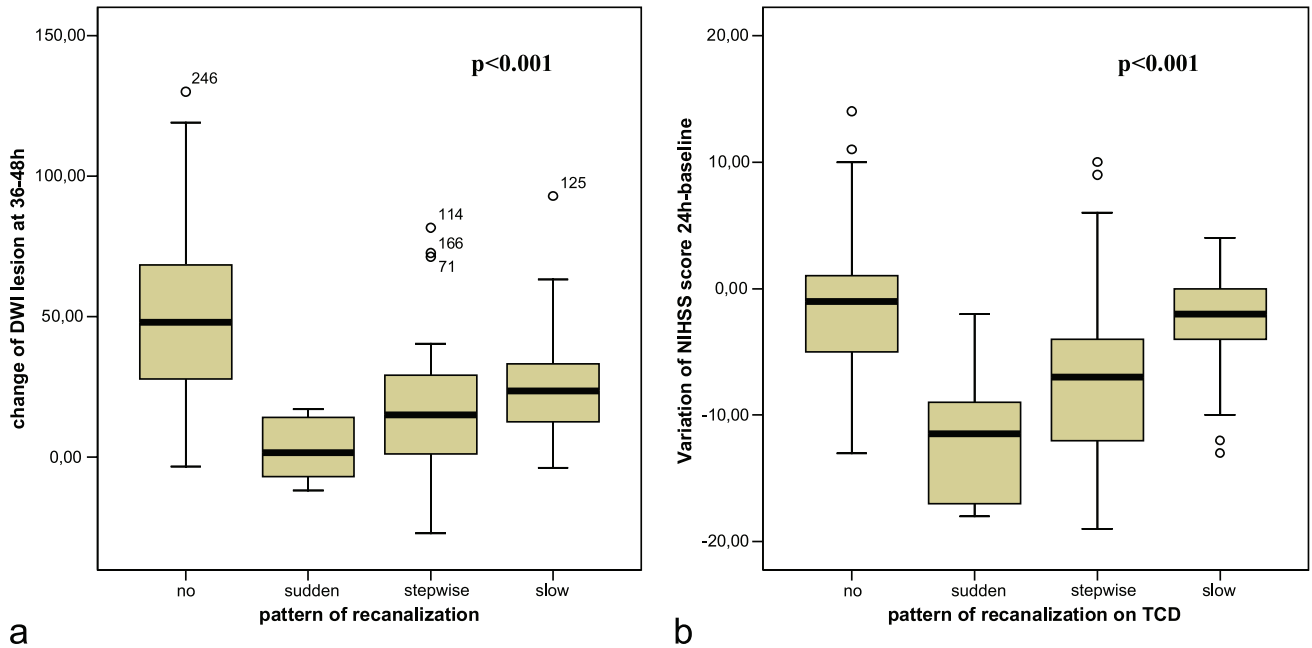 change of DWI lesion at 36-48h
150,00
100,00
50,00
0,00
p<0.001
246
114
166
71
125
no
sudden
stepwise
slow
pattern of recanalization
a
Variation of NIHSS score 24h-baseline
20,00
10,00
0,00
-10,00
-20,00
p<0.001
no
sudden
stepwise
slow
pattern of recanalization on TCD
b